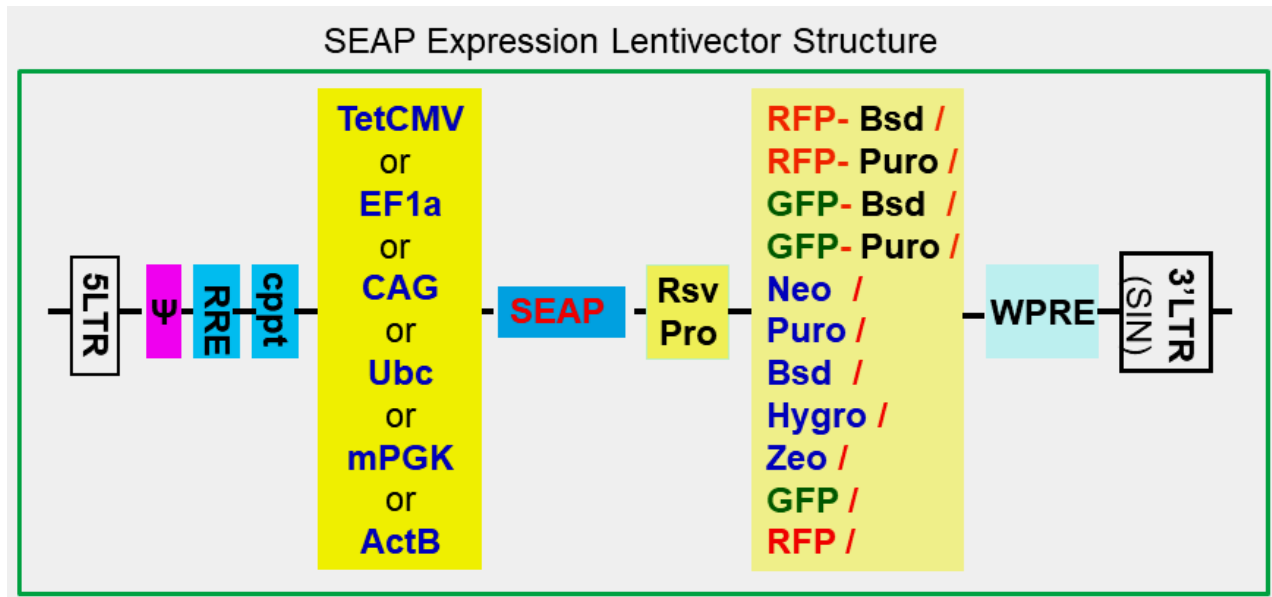 SEAP Expression Lentivector Structure
5LTR
Ψ
RRE
cppt
TetCMV
or
EF1a
or
CAG
or
Ubc
or
mPGK
or
ActB
SEAP
Rsv
Pro
RFP- Bsd /
RFP- Puro /
GFP- Bsd /
GFP- Puro /
Neo /
Puro /
Bsd /
Hygro /
Zeo /
GFP /
RFP /
WPRE
3'LTR
(SIN)